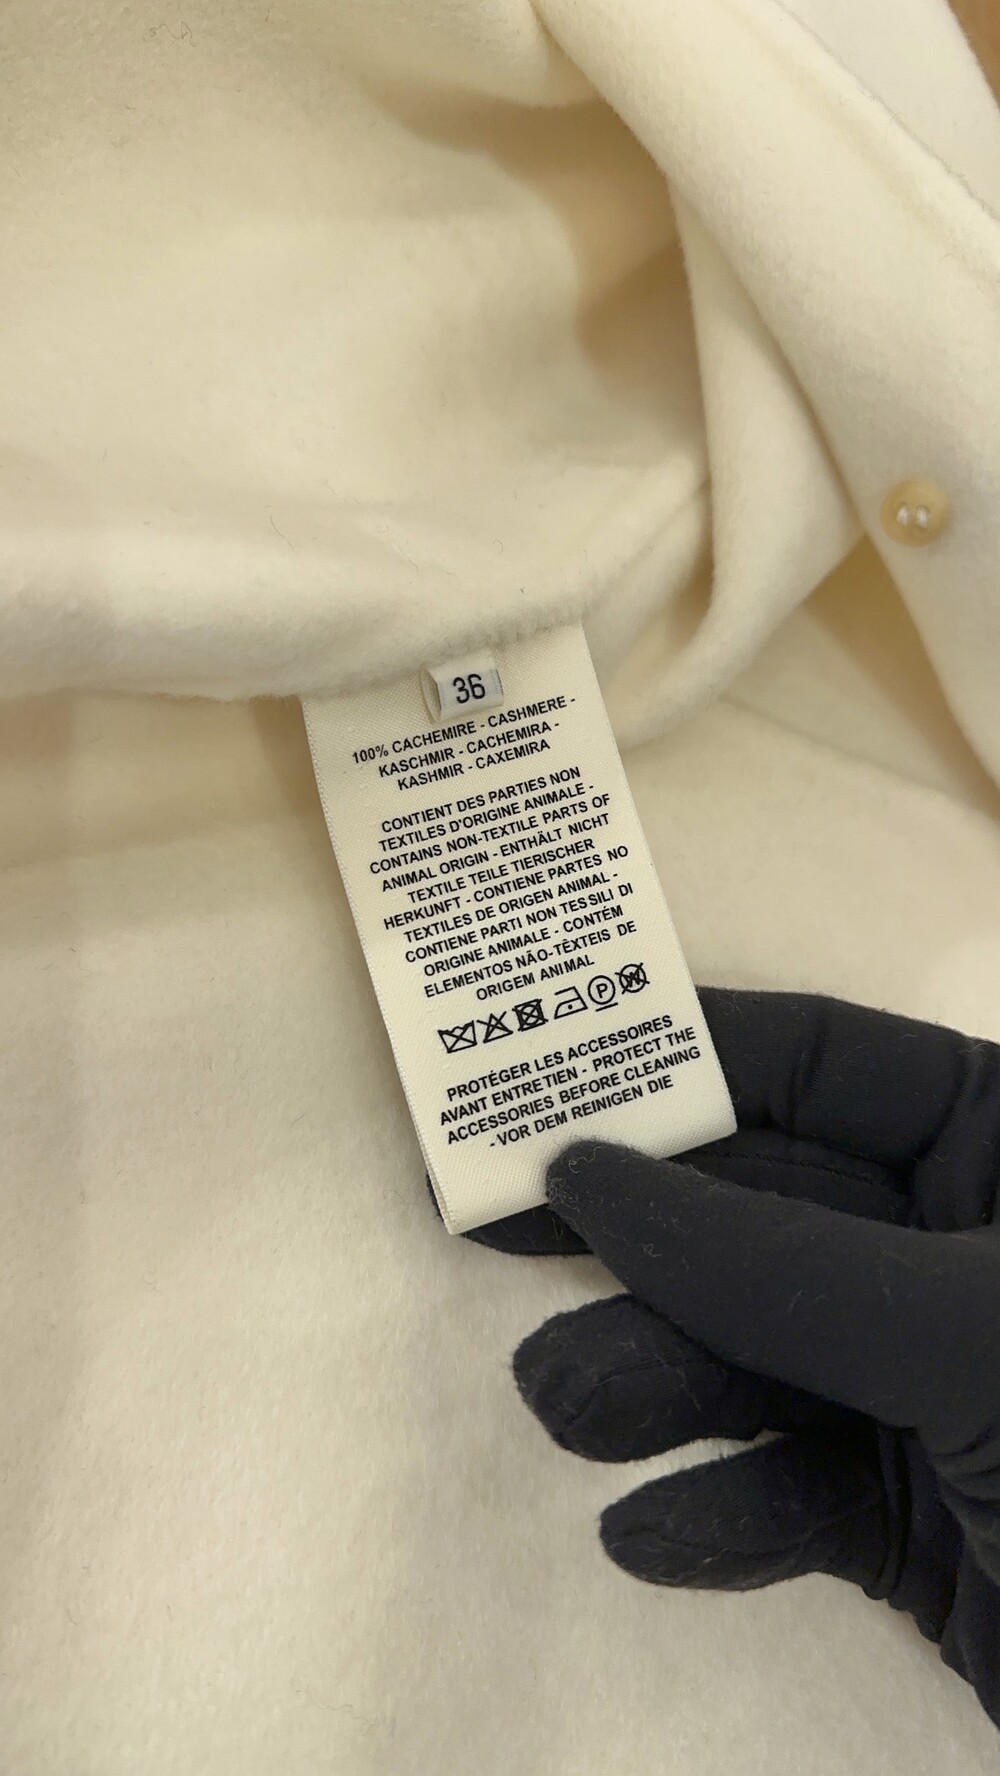 36
100% CACHEMIRE - CASHMERE -
KASCHMIR - CACHEMIRA -
KASHMIR - CAXEMIRA
CONTIENT DES PARTIES NON
TEXTILES D'ORIGINE ANIMALE -
CONTAINS NON-TEXTILE PARTS OF
ANIMAL ORIGIN - ENTHÄLT NICHT
TEXTILE TEILE TIERISCHER
HERKUNFT - CONTIENE PARTES NO
TEXTILES DE ORIGEN ANIMAL -
CONTIENE PARTI NON TESSILI DI
ORIGINE ANIMALE - CONTÉM
ELEMENTOS NÃO-TÊXTEIS DE
ORIGEM ANIMAL
P W
PROTÉGER LES ACCESSOIRES
AVANT ENTRETIEN - PROTECT THE
ACCESSORIES BEFORE CLEANING
- VOR DEM REINIGEN DIE